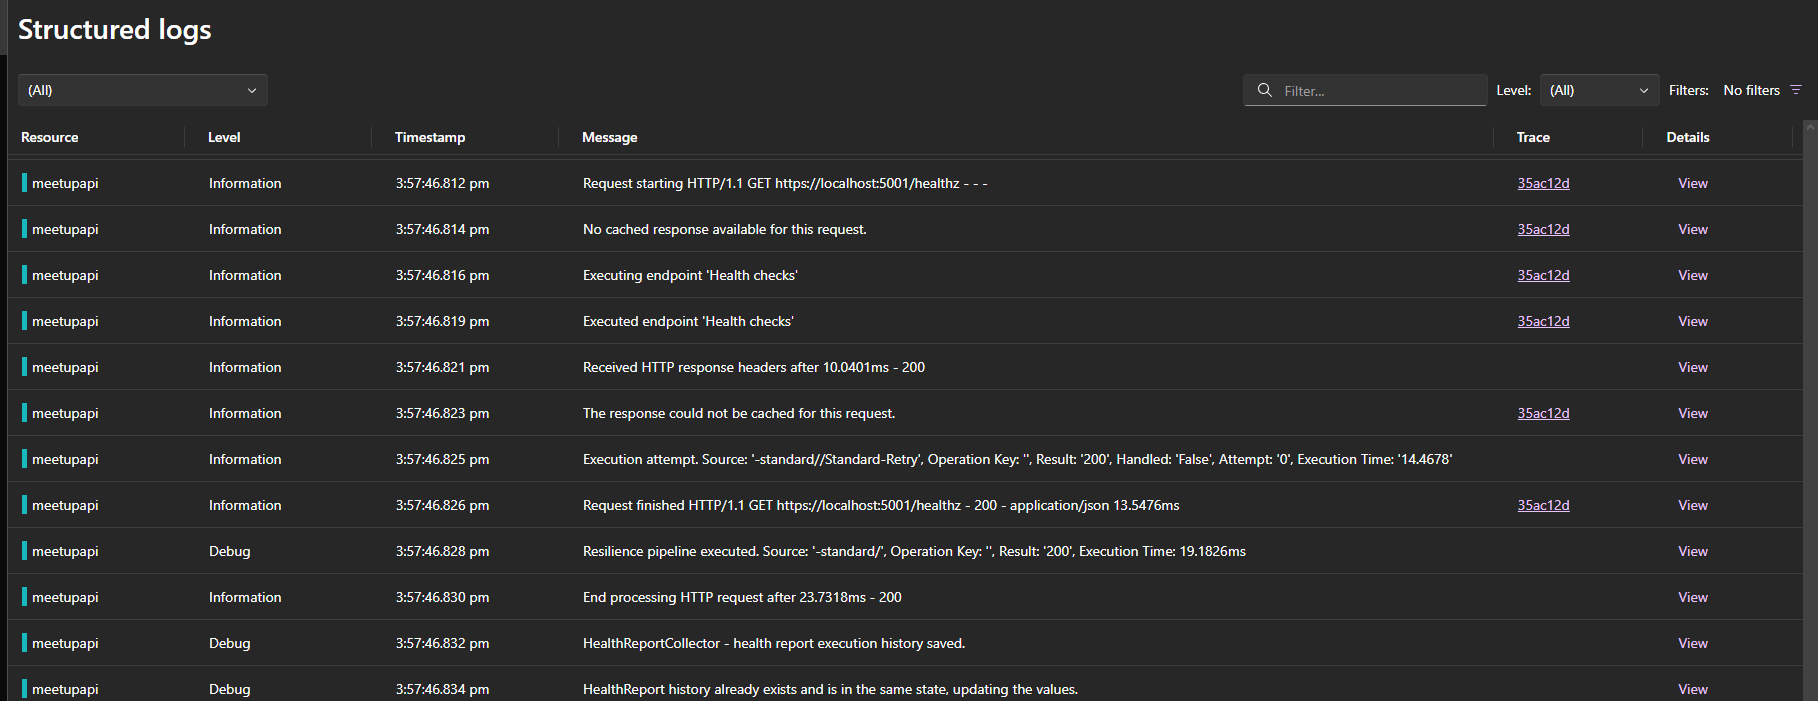 Structured logs
(All) Filter... Level: (All) Filters: No filters
Resource Level Timestamp Message Trace Details
meetupapi Information 3:57:46.812 pm Request starting HTTP/1.1 GET https://localhost:5001/healthz - - - 35ac12d View
meetupapi Information 3:57:46.814 pm No cached response available for this request. 35ac12d View
meetupapi Information 3:57:46.816 pm Executing endpoint 'Health checks' 35ac12d View
meetupapi Information 3:57:46.819 pm Executed endpoint 'Health checks' 35ac12d View
meetupapi Information 3:57:46.821 pm Received HTTP response headers after 10.0401ms - 200 View
meetupapi Information 3:57:46.823 pm The response could not be cached for this request. 35ac12d View
meetupapi Information 3:57:46.825 pm Execution attempt. Source: '-standard//Standard-Retry', Operation Key: '', Result: '200', Handled: 'False', Attempt: '0', Execution Time: '14.4678' View
meetupapi Information 3:57:46.826 pm Request finished HTTP/1.1 GET https://localhost:5001/healthz - 200 - application/json 13.5476ms 35ac12d View
meetupapi Debug 3:57:46.828 pm Resilience pipeline executed. Source: '-standard/', Operation Key: '', Result: '200', Execution Time: 19.1826ms View
meetupapi Information 3:57:46.830 pm End processing HTTP request after 23.7318ms - 200 View
meetupapi Debug 3:57:46.832 pm HealthReportCollector - health report execution history saved. View
meetupapi Debug 3:57:46.834 pm HealthReport history already exists and is in the same state, updating the values. View